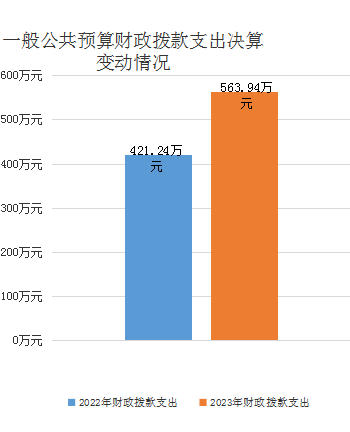 一般公共预算财政拨款支出决算
变动情况
600万元
500万元
400万元
300万元
200万元
100万元
0万元
421.24万
元
563.94万
元
2022年财政拨款支出
2023年财政拨款支出